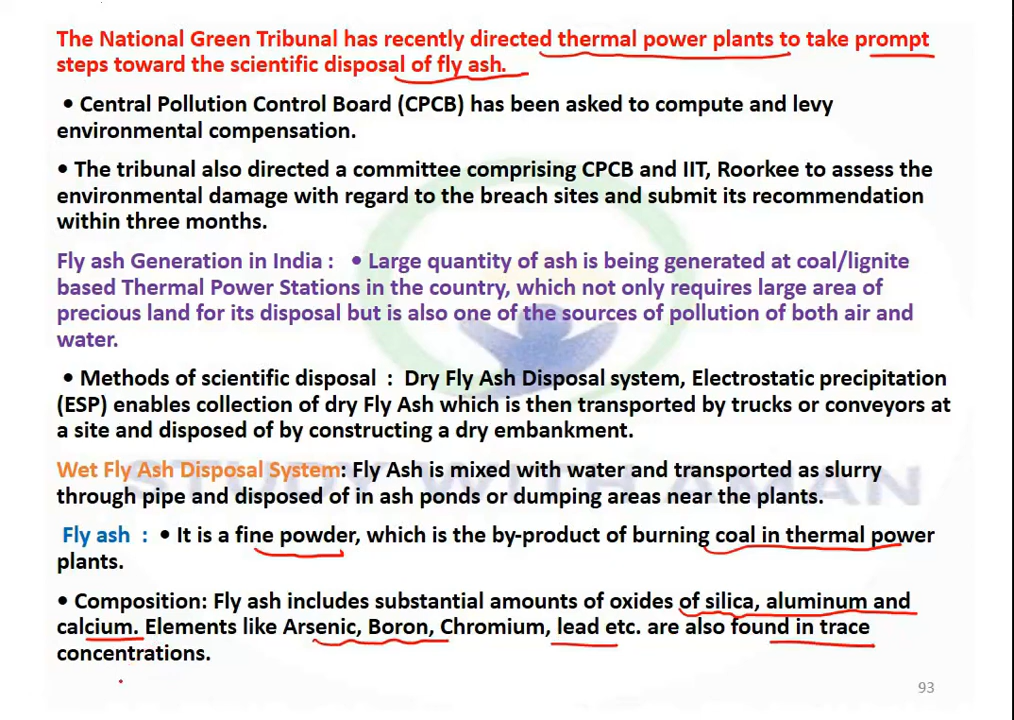 The National Green Tribunal has recently directed thermal power plants to take prompt
steps toward the scientific disposal of fly ash.
• Central Pollution Control Board (CPCB) has been asked to compute and levy
environmental compensation.
• The tribunal also directed a committee comprising CPCB and IIT, Roorkee to assess the
environmental damage with regard to the breach sites and submit its recommendation
within three months.
Fly ash Generation in India : • Large quantity of ash is being generated at coal/lignite
based Thermal Power Stations in the country, which not only requires large area of
precious land for its disposal but is also one of the sources of pollution of both air and
water.
• Methods of scientific disposal : Dry Fly Ash Disposal system, Electrostatic precipitation
(ESP) enables collection of dry Fly Ash which is then transported by trucks or conveyors at
a site and disposed of by constructing a dry embankment.
Wet Fly Ash Disposal System: Fly Ash is mixed with water and transported as slurry
STUDY WITH AMAN
through pipe and disposed of in ash ponds or dumping areas near the plants.
Fly ash : • It is a fine powder, which is the by-product of burning coal in thermal power
plants.
• Composition: Fly ash includes substantial amounts of oxides of silica, aluminum and
calcium. Elements like Arsenic, Boron, Chromium, lead etc. are also found in trace
concentrations.
93